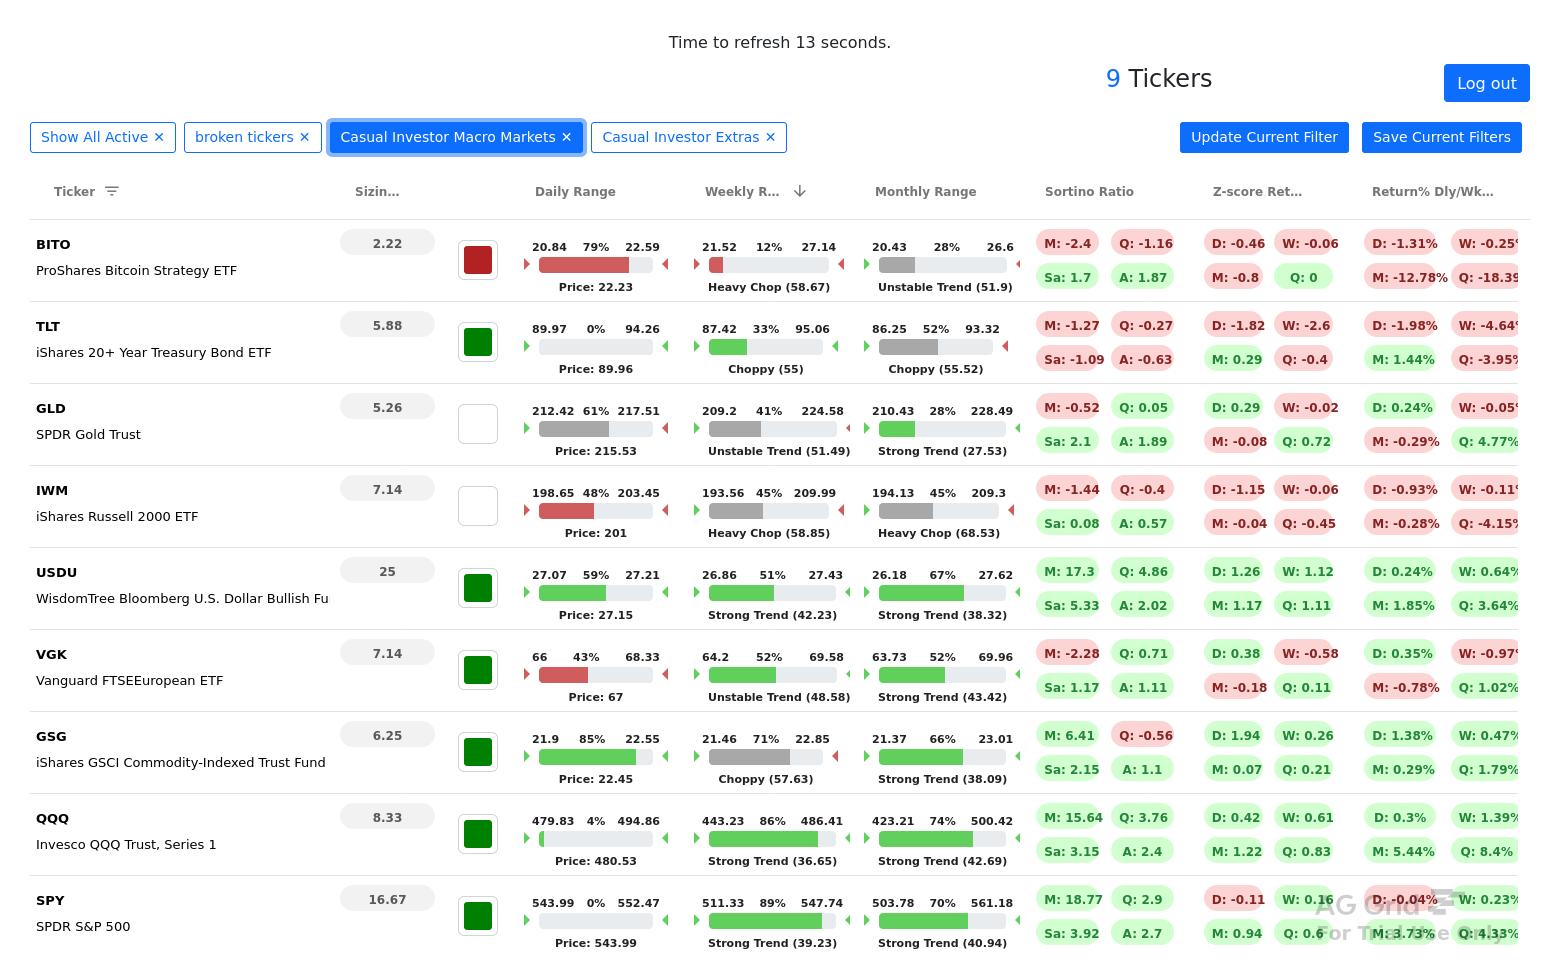 Time to refresh 13 seconds.
9 Tickers
Log out
Show All Active ✕ broken tickers ✕ Casual Investor Macro Markets ✕ Casual Investor Extras ✕ Update Current Filter Save Current Filters
Ticker Sizin... Daily Range Weekly R... Monthly Range Sortino Ratio Z-score Ret... Return% Dly/Wk...
BITO 2.22 20.84 79% 22.59 21.52 12% 27.14 20.43 28% 26.6 M: -2.4 Q: -1.16 D: -0.46 W: -0.06 D: -1.31% W: -0.25%
ProShares Bitcoin Strategy ETF Price: 22.23 Heavy Chop (58.67) Unstable Trend (51.9) Sa: 1.7 A: 1.87 M: -0.8 Q: 0 M: -12.78% Q: -18.39
TLT 5.88 89.97 0% 94.26 87.42 33% 95.06 86.25 52% 93.32 M: -1.27 Q: -0.27 D: -1.82 W: -2.6 D: -1.98% W: -4.64%
iShares 20+ Year Treasury Bond ETF Price: 89.96 Choppy (55) Choppy (55.52) Sa: -1.09 A: -0.63 M: 0.29 Q: -0.4 M: 1.44% Q: -3.95%
GLD 5.26 212.42 61% 217.51 209.2 41% 224.58 210.43 28% 228.49 M: -0.52 Q: 0.05 D: 0.29 W: -0.02 D: 0.24% W: -0.05%
SPDR Gold Trust Price: 215.53 Unstable Trend (51.49) Strong Trend (27.53) Sa: 2.1 A: 1.89 M: -0.08 Q: 0.72 M: -0.29% Q: 4.77%
IWM 7.14 198.65 48% 203.45 193.56 45% 209.99 194.13 45% 209.3 M: -1.44 Q: -0.4 D: -1.15 W: -0.06 D: -0.93% W: -0.11%
iShares Russell 2000 ETF Price: 201 Heavy Chop (58.85) Heavy Chop (68.53) Sa: 0.08 A: 0.57 M: -0.04 Q: -0.45 M: -0.28% Q: -4.15%
USDU 25 27.07 59% 27.21 26.86 51% 27.43 26.18 67% 27.62 M: 17.3 Q: 4.86 D: 1.26 W: 1.12 D: 0.24% W: 0.64%
WisdomTree Bloomberg U.S. Dollar Bullish Fu Price: 27.15 Strong Trend (42.23) Strong Trend (38.32) Sa: 5.33 A: 2.02 M: 1.17 Q: 1.11 M: 1.85% Q: 3.64%
VGK 7.14 66 43% 68.33 64.2 52% 69.58 63.73 52% 69.96 M: -2.28 Q: 0.71 D: 0.38 W: -0.58 D: 0.35% W: -0.97%
Vanguard FTSEEuropean ETF Price: 67 Unstable Trend (48.58) Strong Trend (43.42) Sa: 1.17 A: 1.11 M: -0.18 Q: 0.11 M: -0.78% Q: 1.02%
GSG 6.25 21.9 85% 22.55 21.46 71% 22.85 21.37 66% 23.01 M: 6.41 Q: -0.56 D: 1.94 W: 0.26 D: 1.38% W: 0.47%
iShares GSCI Commodity-Indexed Trust Fund Price: 22.45 Choppy (57.63) Strong Trend (38.09) Sa: 2.15 A: 1.1 M: 0.07 Q: 0.21 M: 0.29% Q: 1.79%
QQQ 8.33 479.83 4% 494.86 443.23 86% 486.41 423.21 74% 500.42 M: 15.64 Q: 3.76 D: 0.42 W: 0.61 D: 0.3% W: 1.39%
Invesco QQQ Trust, Series 1 Price: 480.53 Strong Trend (36.65) Strong Trend (42.69) Sa: 3.15 A: 2.4 M: 1.22 Q: 0.83 M: 5.44% Q: 8.4%
SPY 16.67 543.99 0% 552.47 511.33 89% 547.74 503.78 70% 561.18 M: 18.77 Q: 2.9 D: -0.11 W: 0.16 D: -0.04% W: 0.23%
SPDR S&P 500 Price: 543.99 Strong Trend (39.23) Strong Trend (40.94) Sa: 3.92 A: 2.7 M: 0.94 Q: 0.6 M: 3.73% Q: 4.33%
AG Grid
For Trial Use Only